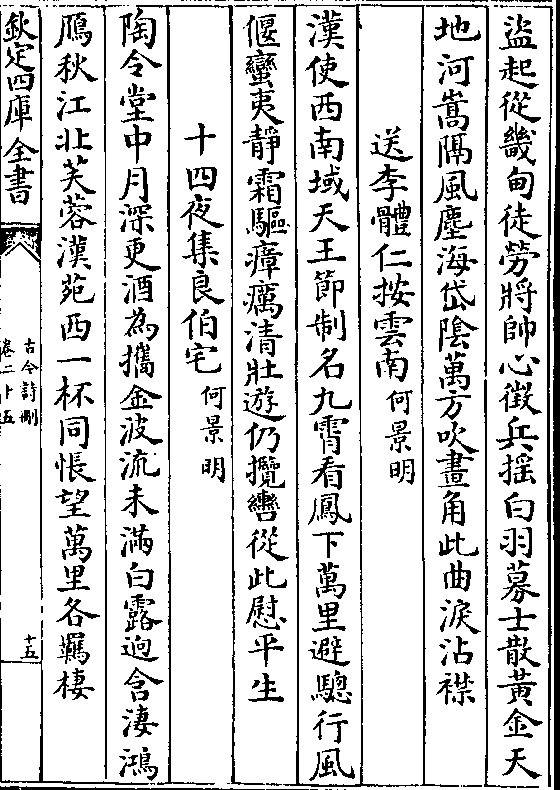 盜起從畿甸徒勞將帥心徴兵揺白羽募士散黃金天
地河嵩隔風塵海岱隂萬方吹畫角此曲淚沾襟
送李體仁按雲南何景明
漢使西南域天王節制名九霄看鳳下萬里避驄行風
偃蠻夷靜霜驅瘴癘清壯遊仍攬轡從此慰平生
十四夜集良伯宅何景明
陶令堂中月深更酒為攜金波流未滿白露迥含淒鴻
鴈秋江北芙蓉漢苑西一杯同悵望萬里各羈棲
欽定四庫全書
古今詩刪
卷二十五
十五